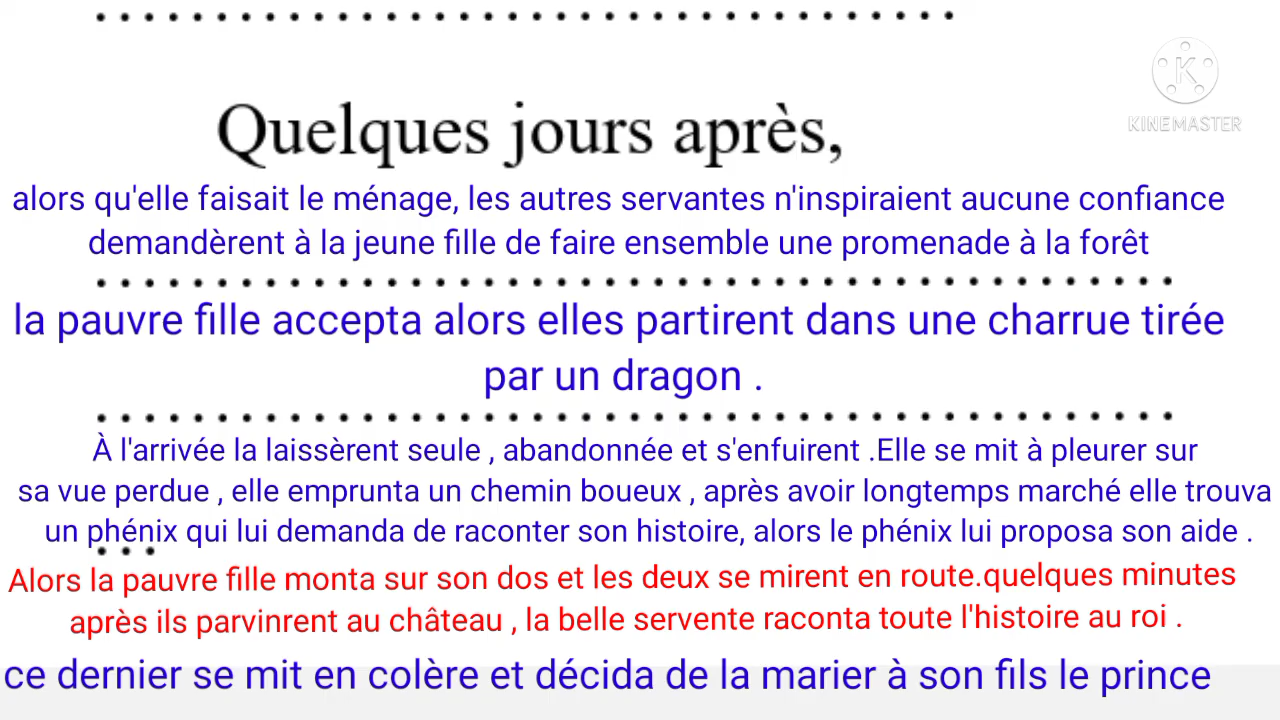 KINEMASTER
Quelques jours après,
alors qu'elle faisait le ménage, les autres servantes n'inspiraient aucune confiance
demandèrent à la jeune fille de faire ensemble une promenade à la forêt
la pauvre fille accepta alors elles partirent dans une charrue tirée
par un dragon .
À l'arrivée la laissèrent seule , abandonnée et s'enfuirent .Elle se mit à pleurer sur
sa vue perdue , elle emprunta un chemin boueux , après avoir longtemps marché elle trouva
un phénix qui lui demanda de raconter son histoire, alors le phénix lui proposa son aide .
Alors la pauvre fille monta sur son dos et les deux se mirent en route.quelques minutes
après ils parvinrent au château , la belle servente raconta toute l'histoire au roi .
ce dernier se mit en colère et décida de la marier à son fils le prince